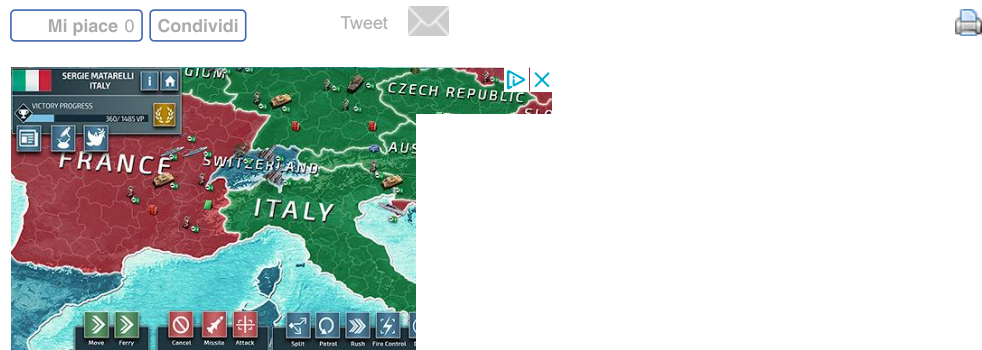 Mi piace 0 Condividi Tweet
SERGIE MATARELLI
ITALY
VICTORY PROGRESS
360/1485 VP
CZECH REPUBLIC
FRANCE
SWITZERLAND
AUS
ITALY
Move Ferry Cancel Missile Attack Split Patrol Rush Fire Control